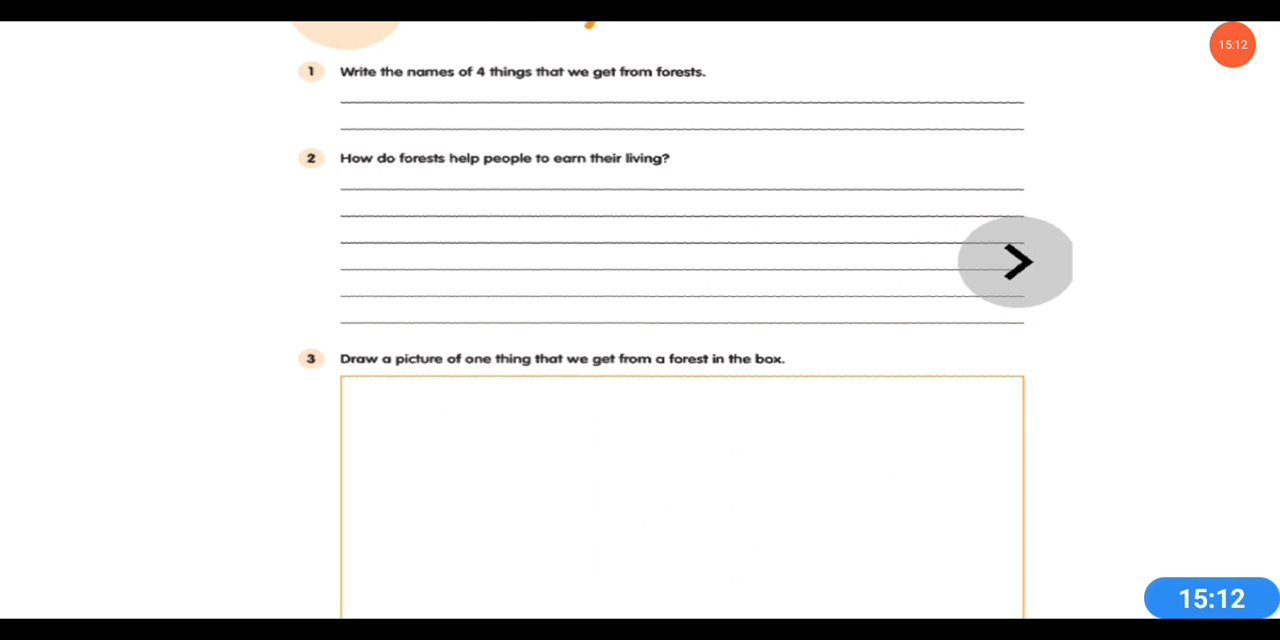 15:12
1 Write the names of 4 things that we get from forests.
2 How do forests help people to earn their living?
3 Draw a picture of one thing that we get from a forest in the box.
15:12